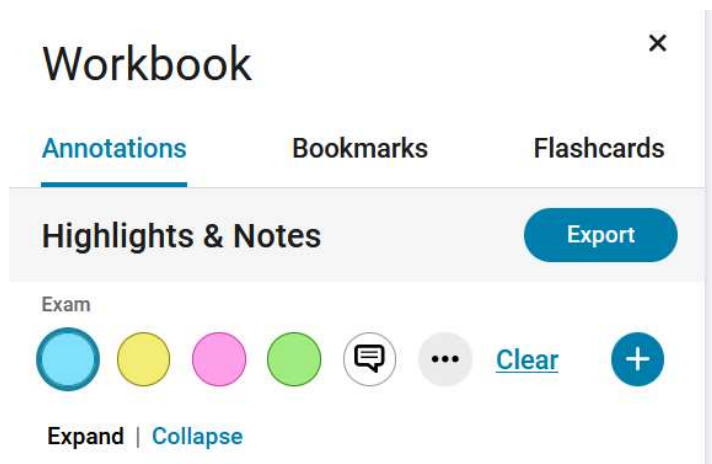 Workbook
Annotations Bookmarks Flashcards
Highlights & Notes Export
Exam
Clear
Expand | Collapse